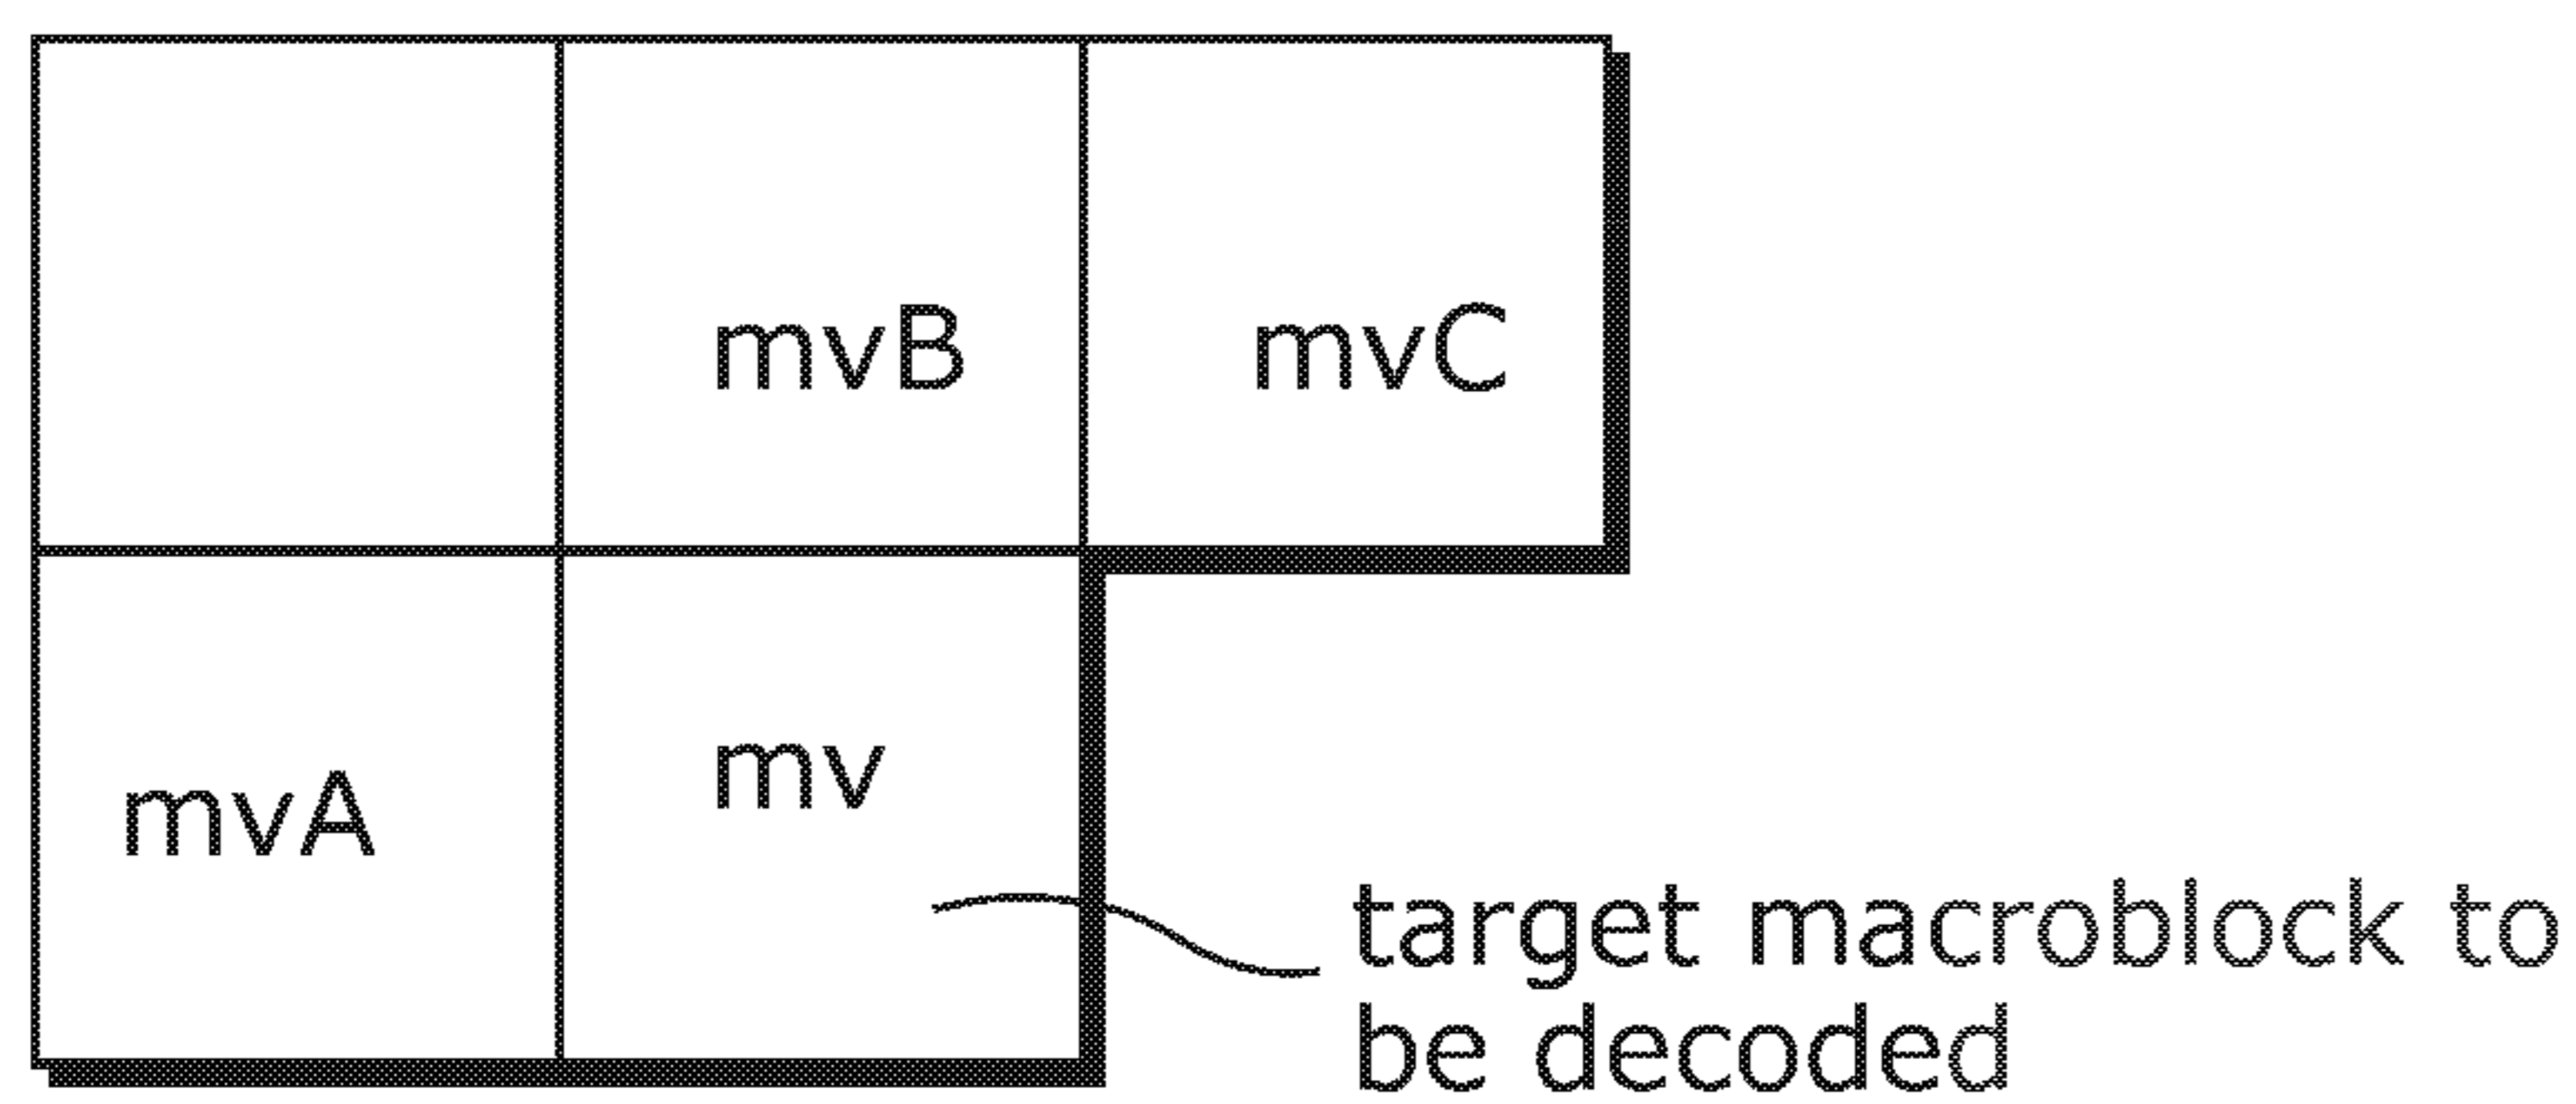 mvB
mvC
mvA
mv
target macroblock to
be decoded